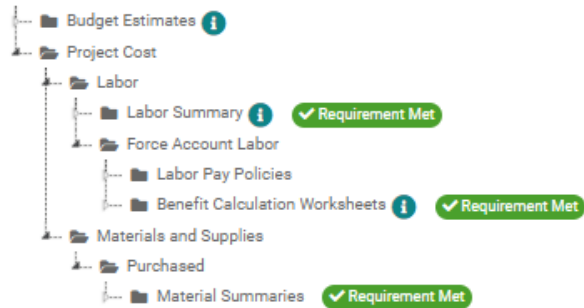 Budget Estimates i
Project Cost
Labor
Labor Summary i Requirement Met
Force Account Labor
Labor Pay Policies
Benefit Calculation Worksheets i Requirement Met
Materials and Supplies
Purchased
Material Summaries Requirement Met